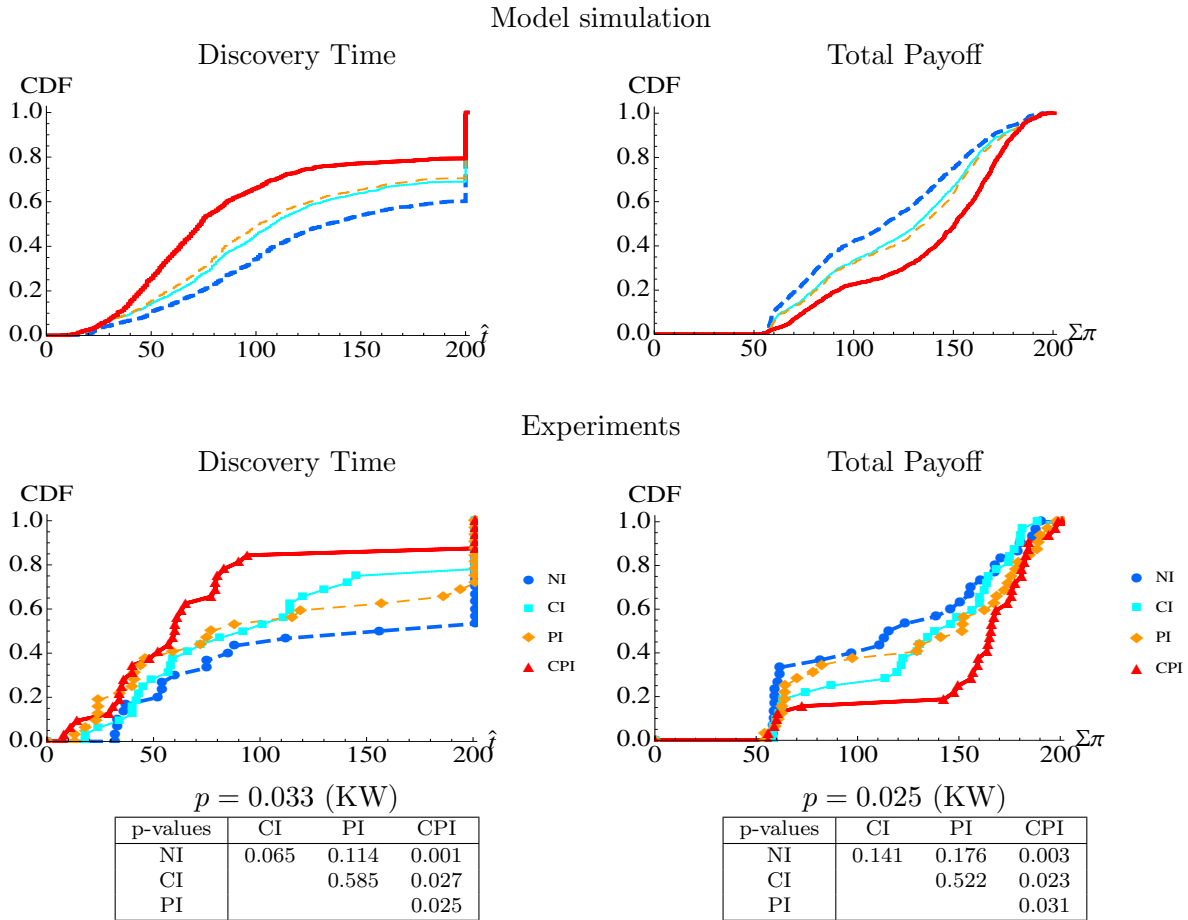 Model simulation
Discovery Time
CDF
1.0
0.8
0.6
0.4
0.2
0.0
0 50 100 150 200 t̂
Total Payoff
CDF
1.0
0.8
0.6
0.4
0.2
0.0
0 50 100 150 200 Σπ
Experiments
Discovery Time
CDF
1.0
0.8
0.6
0.4
0.2
0.0
0 50 100 150 200 t̂
NI
CI
PI
CPI
Total Payoff
CDF
1.0
0.8
0.6
0.4
0.2
0.0
0 50 100 150 200 Σπ
NI
CI
PI
CPI
p = 0.033 (KW)
p-values CI PI CPI
NI 0.065 0.114 0.001
CI 0.585 0.027
PI 0.025
p = 0.025 (KW)
p-values CI PI CPI
NI 0.141 0.176 0.003
CI 0.522 0.023
PI 0.031